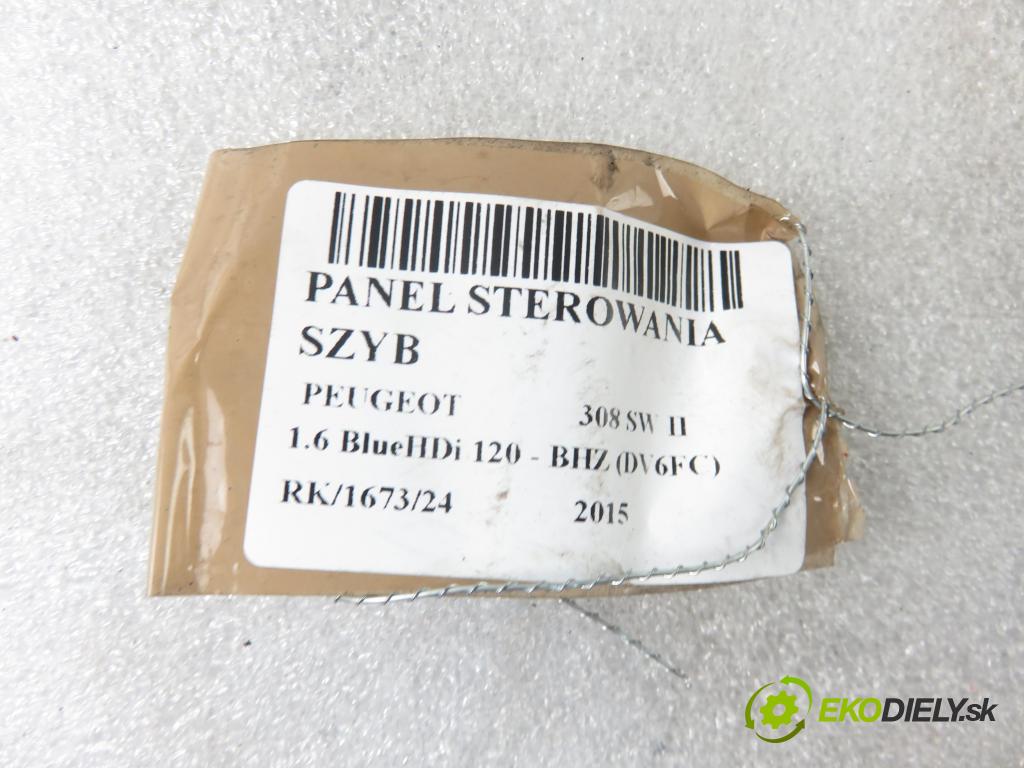 PANEL STEROWANIA
SZYB
PEUGEOT 308 SW II
1.6 BlueHDi 120 - BHZ (DV6FC)
RK/1673/24 2015
EKODIELY.sk